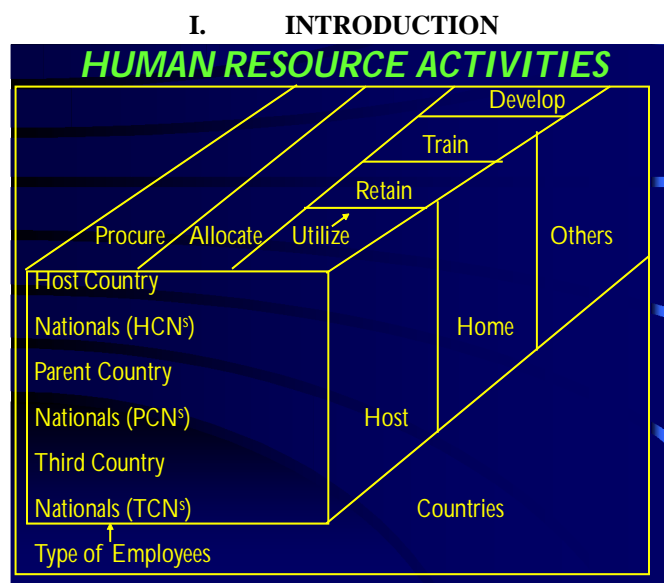 I. INTRODUCTION
HUMAN RESOURCE ACTIVITIES
Develop
Train
Retain
Procure Allocate Utilize Others
Host Country
Nationals (HCNs)
Home
Parent Country
Nationals (PCNs)
Host
Third Country
Nationals (TCNs)
Countries
Type of Employees